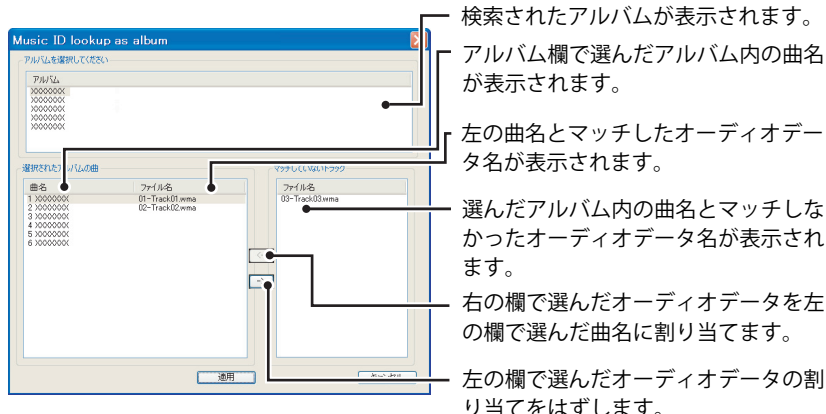 Music ID lookup as album
アルバムを選択してください
アルバム
XXXXXXX
XXXXXXX
XXXXXXX
XXXXXXX
XXXXXXX
選択されたアルバムの曲
曲名 ファイル名
1 XXXXXXX 01-Track01.wma
2 XXXXXXX 02-Track02.wma
3 XXXXXXX
4 XXXXXXX
5 XXXXXXX
6 XXXXXXX
マッチしていないトラック
ファイル名
03-Track03.wma
適用
検索されたアルバムが表示されます。
アルバム欄で選んだアルバム内の曲名
が表示されます。
左の曲名とマッチしたオーディオデー
タ名が表示されます。
選んだアルバム内の曲名とマッチしな
かったオーディオデータ名が表示され
ます。
右の欄で選んだオーディオデータを左
の欄で選んだ曲名に割り当てます。
左の欄で選んだオーディオデータの割
り当てをはずします。